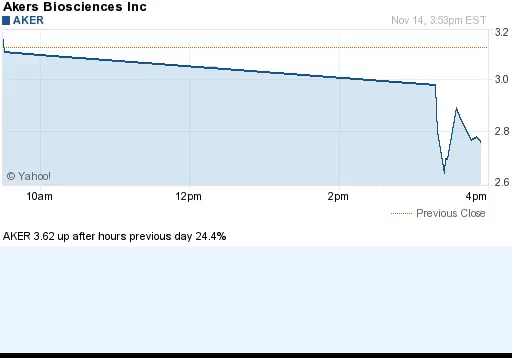 Akers Biosciences Inc
AKER Nov 14, 3:53pm EST
3.2
3.0
2.8
2.6
© Yahoo!
10am 12pm 2pm 4pm
Previous Close
AKER 3.62 up after hours previous day 24.4%